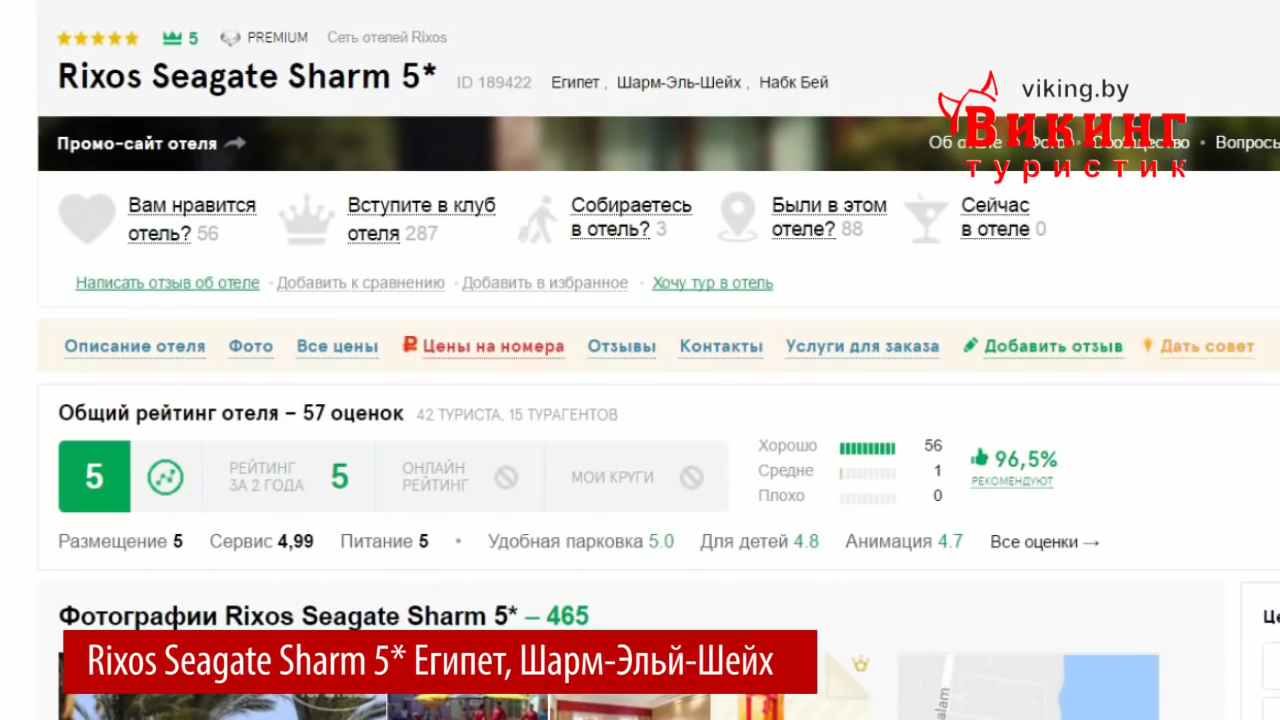 5 PREMIUM Сеть отелей Rixos
Rixos Seagate Sharm 5* ID 189422 Египет , Шарм-Эль-Шейх , Набк Бей
viking.by
Викинг
туристик
Промо-сайт отеля
Вопросы
Вам нравится отель? 56
Вступите в клуб отеля 287
Собираетесь в отель? 3
Были в этом отеле? 88
Сейчас в отеле 0
Написать отзыв об отеле • Добавить к сравнению • Добавить в избранное • Хочу тур в отель
Описание отеля Фото Все цены Цены на номера Отзывы Контакты Услуги для заказа Добавить отзыв Дать совет
Общий рейтинг отеля – 57 оценок 42 ТУРИСТА, 15 ТУРАГЕНТОВ
5
РЕЙТИНГ ЗА 2 ГОДА 5
ОНЛАЙН РЕЙТИНГ
МОИ КРУГИ
Хорошо 56
Средне 1
Плохо 0
96,5%
РЕКОМЕНДУЮТ
Размещение 5 Сервис 4,99 Питание 5 • Удобная парковка 5.0 Для детей 4.8 Анимация 4.7 Все оценки →
Фотографии Rixos Seagate Sharm 5* – 465
Rixos Seagate Sharm 5* Египет, Шарм-Эльй-Шейх